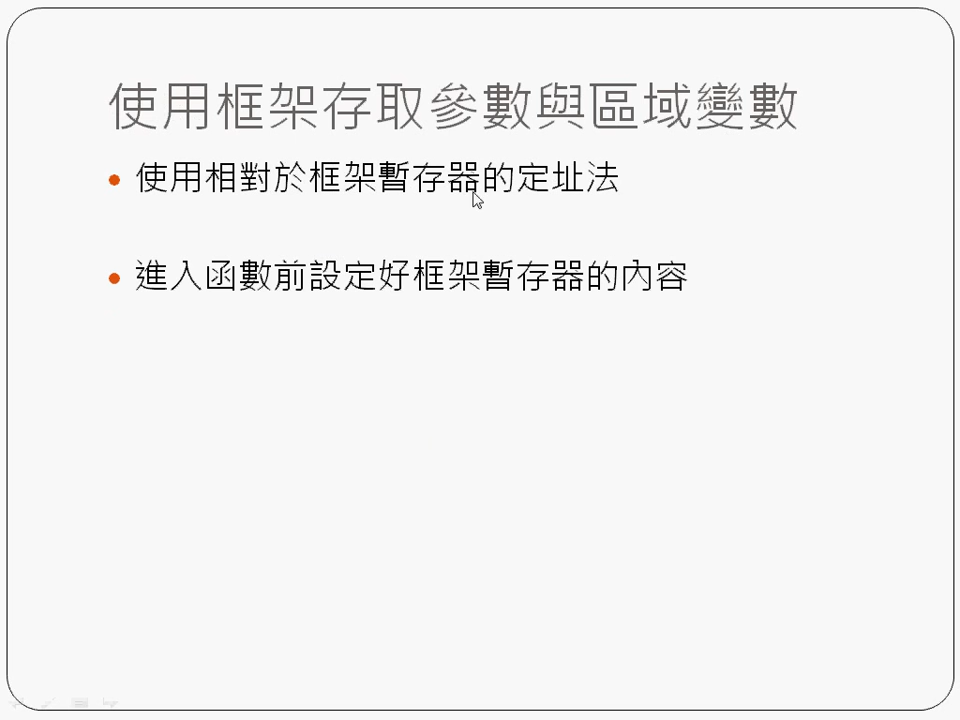 使用框架存取參數與區域變數
使用相對於框架暫存器的定址法
進入函數前設定好框架暫存器的內容